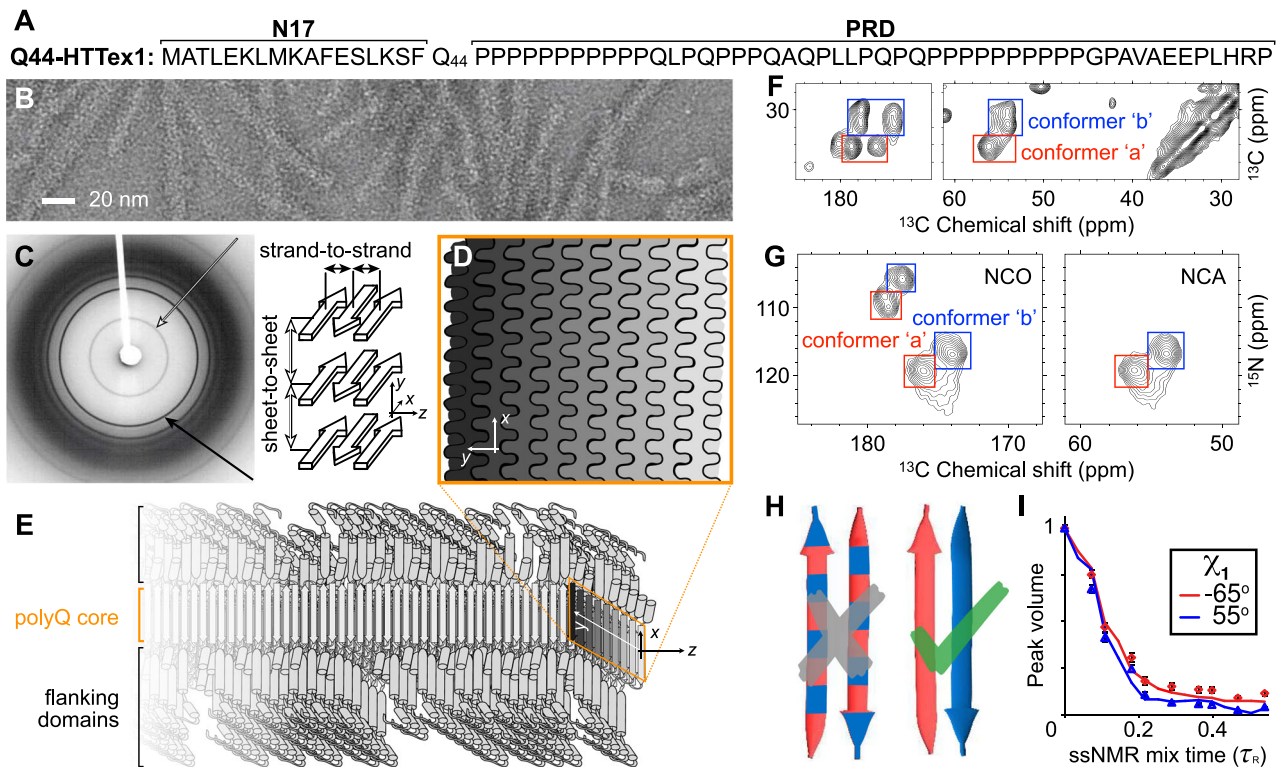 A
N17
PRD
Q44-HTTex1: MATLEKLMKAFESLKSF Q44 PPPPPPPPPPPQLPQPPPQAQPLLPQPQPPPPPPPPPPGPAVAEEPLHRP
B
20 nm
C
strand-to-strand
sheet-to-sheet
y
x
z
D
x
y
E
polyQ core
flanking
domains
y
x
z
F
30
conformer 'b'
conformer 'a'
13C (ppm)
180 60 50 40 30
13C Chemical shift (ppm)
G
NCO
NCA
110
120
conformer 'b'
conformer 'a'
15N (ppm)
180 170 60 50
13C Chemical shift (ppm)
H
I
1
Peak volume
χ1
-65o
55o
0 0.2 0.4
ssNMR mix time (τR)